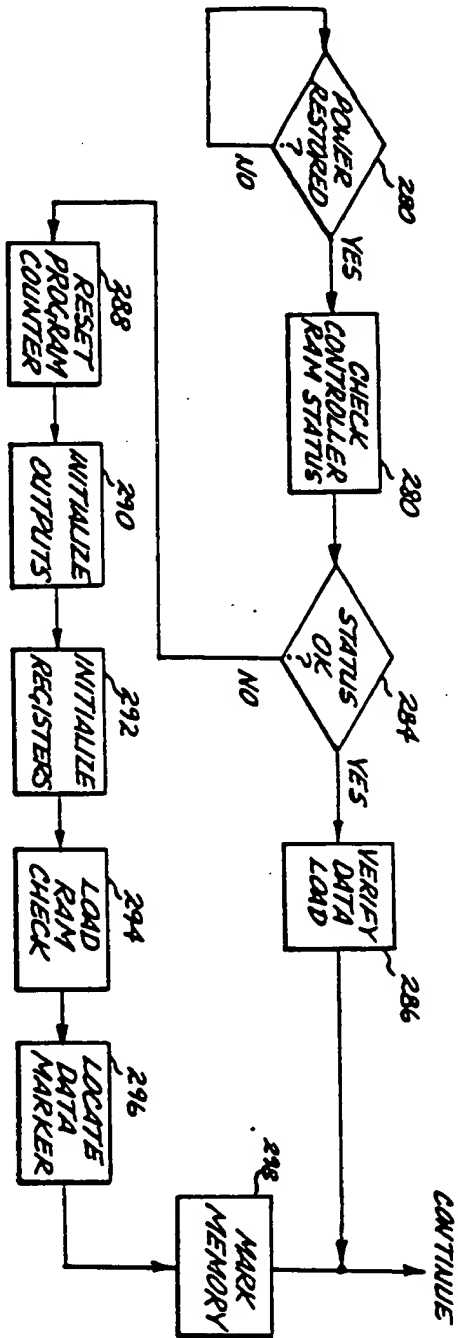 POWER
RESTORED
?
280
NO
YES
CHECK
CONTROLLER
RAM STATUS
280
STATUS
OK
?
284
NO
YES
VERIFY
DATA
LOAD
286
CONTINUE
RESET
PROGRAM
COUNTER
288
INITIALIZE
OUTPUTS
290
INITIALIZE
REGISTERS
292
LOAD
RAM
CHECK
294
LOCATE
DATA
MARKER
296
MARK
MEMORY
298